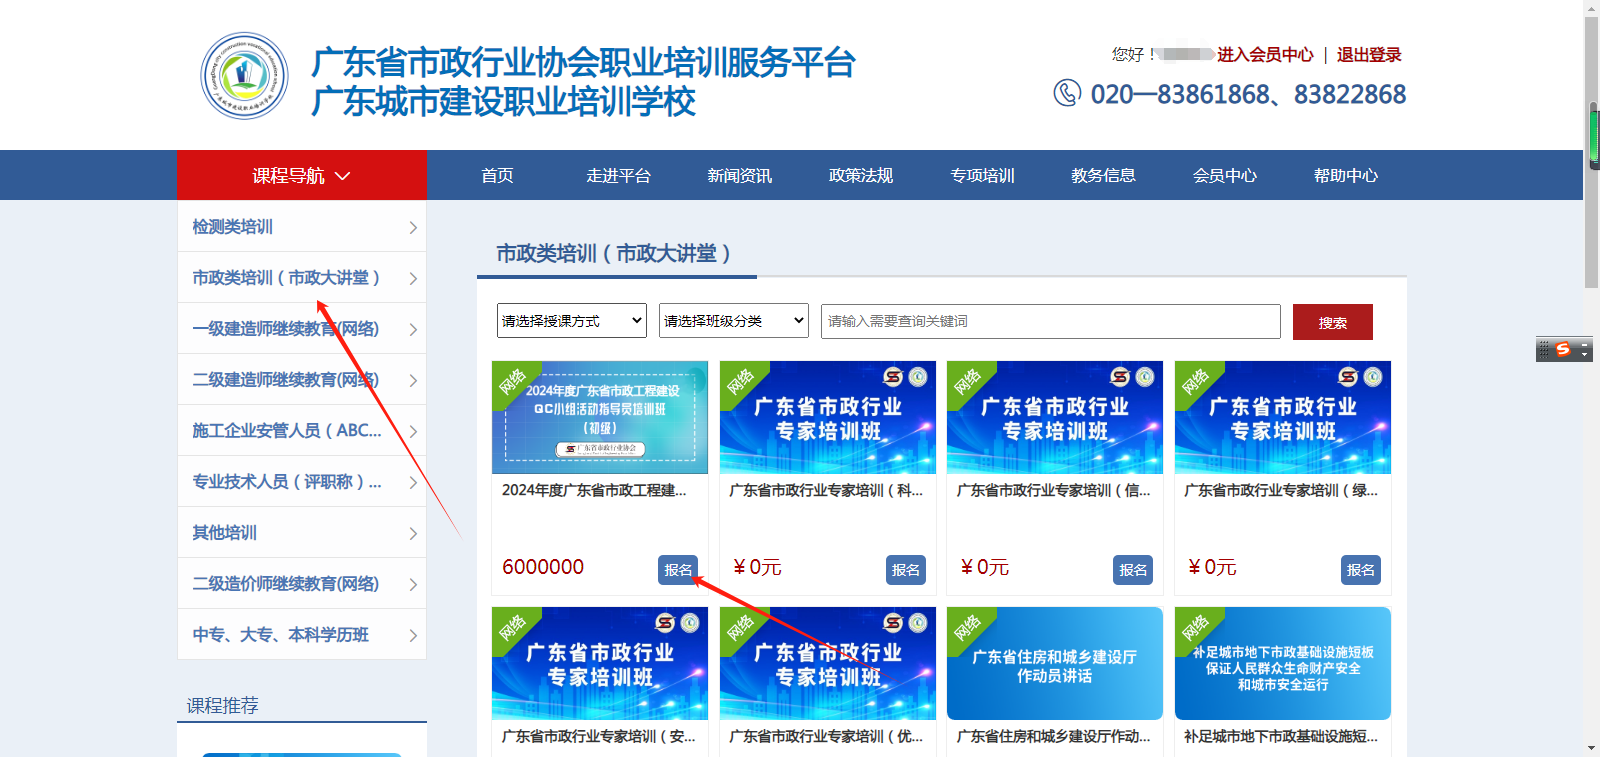 广东省市政行业协会职业培训服务平台
广东城市建设职业培训学校
您好！
进入会员中心 | 退出登录
020—83861868、83822868
课程导航
首页
走进平台
新闻资讯
政策法规
专项培训
教务信息
会员中心
帮助中心
检测类培训
市政类培训（市政大讲堂）
一级建造师继续教育(网络)
二级建造师继续教育(网络)
施工企业安管人员（ABC...
专业技术人员（评职称）...
其他培训
二级造价师继续教育(网络)
中专、大专、本科学历班
课程推荐
市政类培训（市政大讲堂）
请选择授课方式
请选择班级分类
请输入需要查询关键词
搜索
网络
2024年度广东省市政工程建设
QC小组活动指导员培训班
（初级）
广东省市政行业协会
2024年度广东省市政工程建...
6000000
报名
网络
广东省市政行业
专家培训班
广东省市政行业专家培训（科...
¥ 0元
报名
网络
广东省市政行业
专家培训班
广东省市政行业专家培训（信...
¥ 0元
报名
网络
广东省市政行业
专家培训班
广东省市政行业专家培训（绿...
¥ 0元
报名
网络
广东省市政行业
专家培训班
广东省市政行业专家培训（安...
网络
广东省市政行业
专家培训班
广东省市政行业专家培训（优...
网络
广东省住房和城乡建设厅
作动员讲话
广东省住房和城乡建设厅作动...
网络
补足城市地下市政基础设施短板
保证人民群众生命财产安全
和城市安全运行
补足城市地下市政基础设施短...